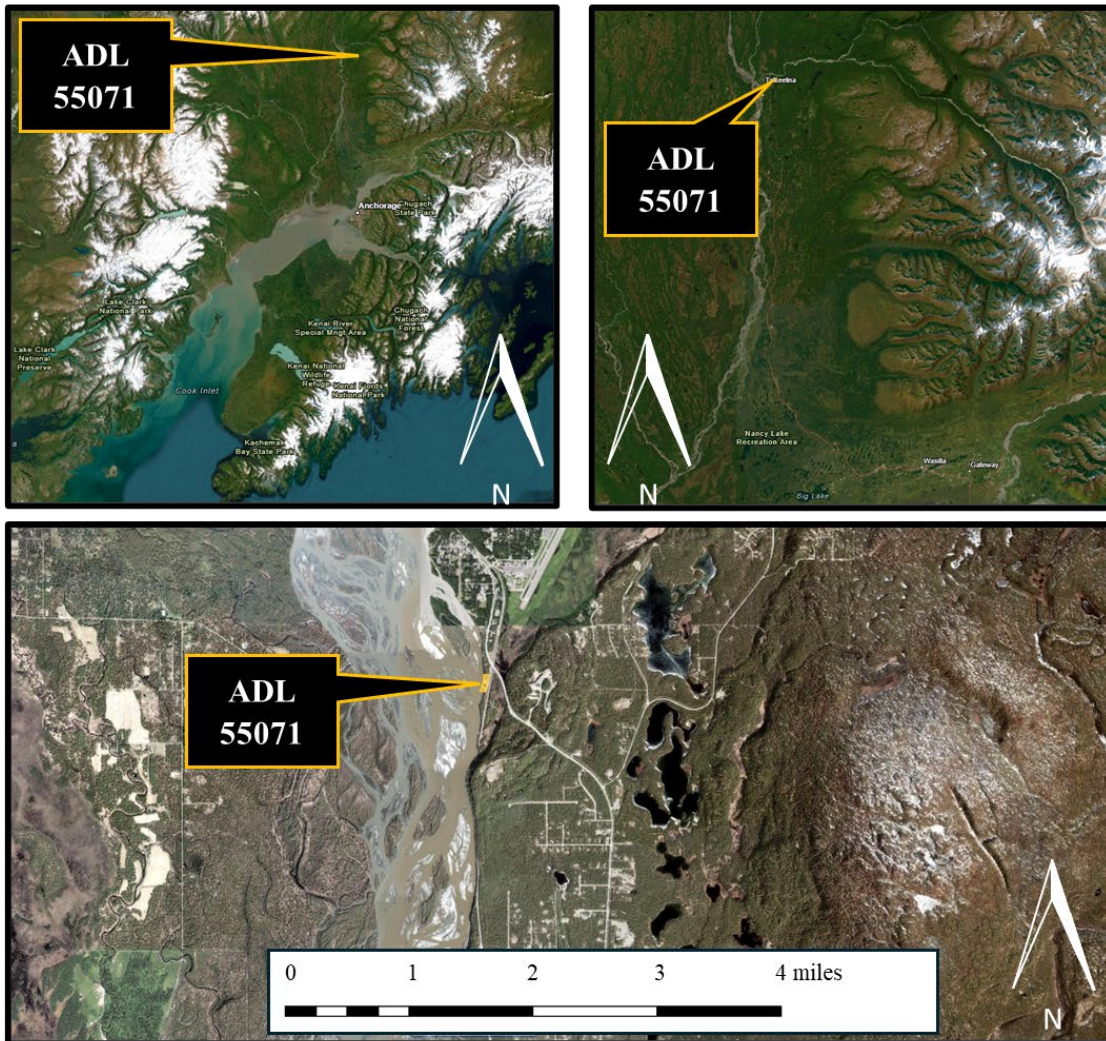 ADL
55071
Anchorage
Chugach
State Park
Lake Clark
National Park
Chugach
National
Forest
Kenai River
Special Mngt Area
Lake Clark
National
Preserve
Kenai National
Wildlife
Refuge
Kenai Fjords
National Park
Cook Inlet
Kachemak
Bay State Park
N
Talkeetna
ADL
55071
Nancy Lake
Recreation Area
Wasilla
Gateway
Big Lake
N
ADL
55071
0 1 2 3 4 miles
N